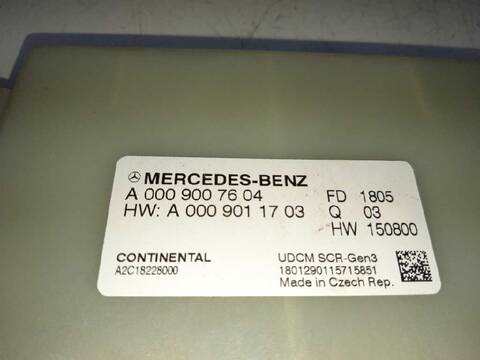 MERCEDES-BENZ
A 000 900 76 04 FD 1805
HW: A 000 901 17 03 Q 03
HW 150800
CONTINENTAL UDCM SCR-Gen3
A2C18228000 1801290115715851
Made in Czech Rep.